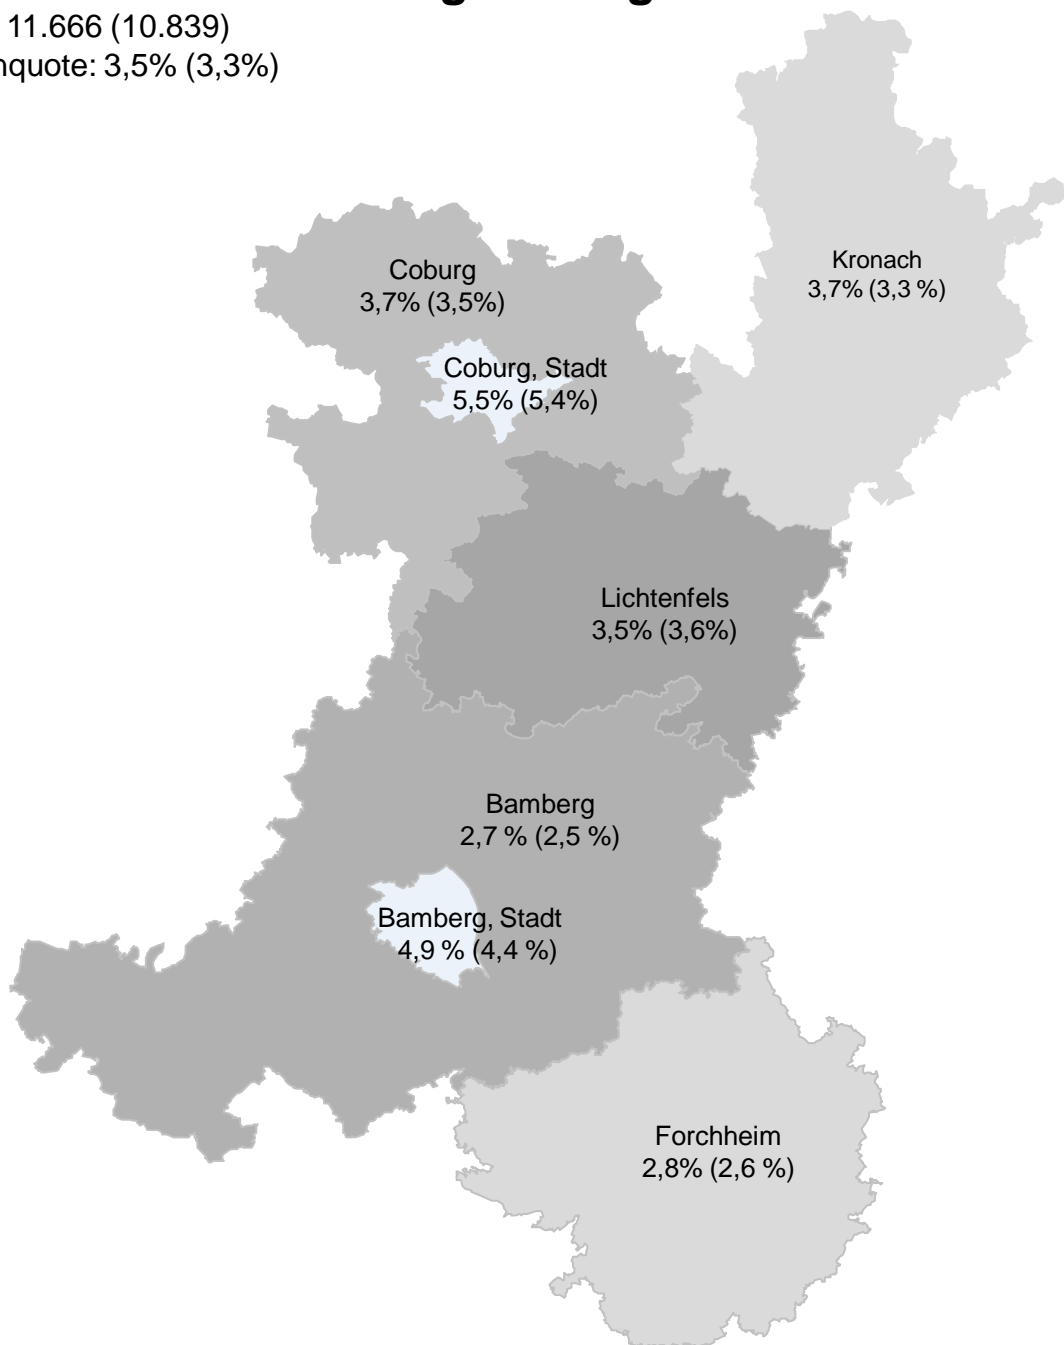 11.666 (10.839)
nquote: 3,5% (3,3%)
Kronach
3,7% (3,3 %)
Coburg
3,7% (3,5%)
Coburg, Stadt
5,5% (5,4%)
Lichtenfels
3,5% (3,6%)
Bamberg
2,7 % (2,5 %)
Bamberg, Stadt
4,9 % (4,4 %)
Forchheim
2,8% (2,6 %)